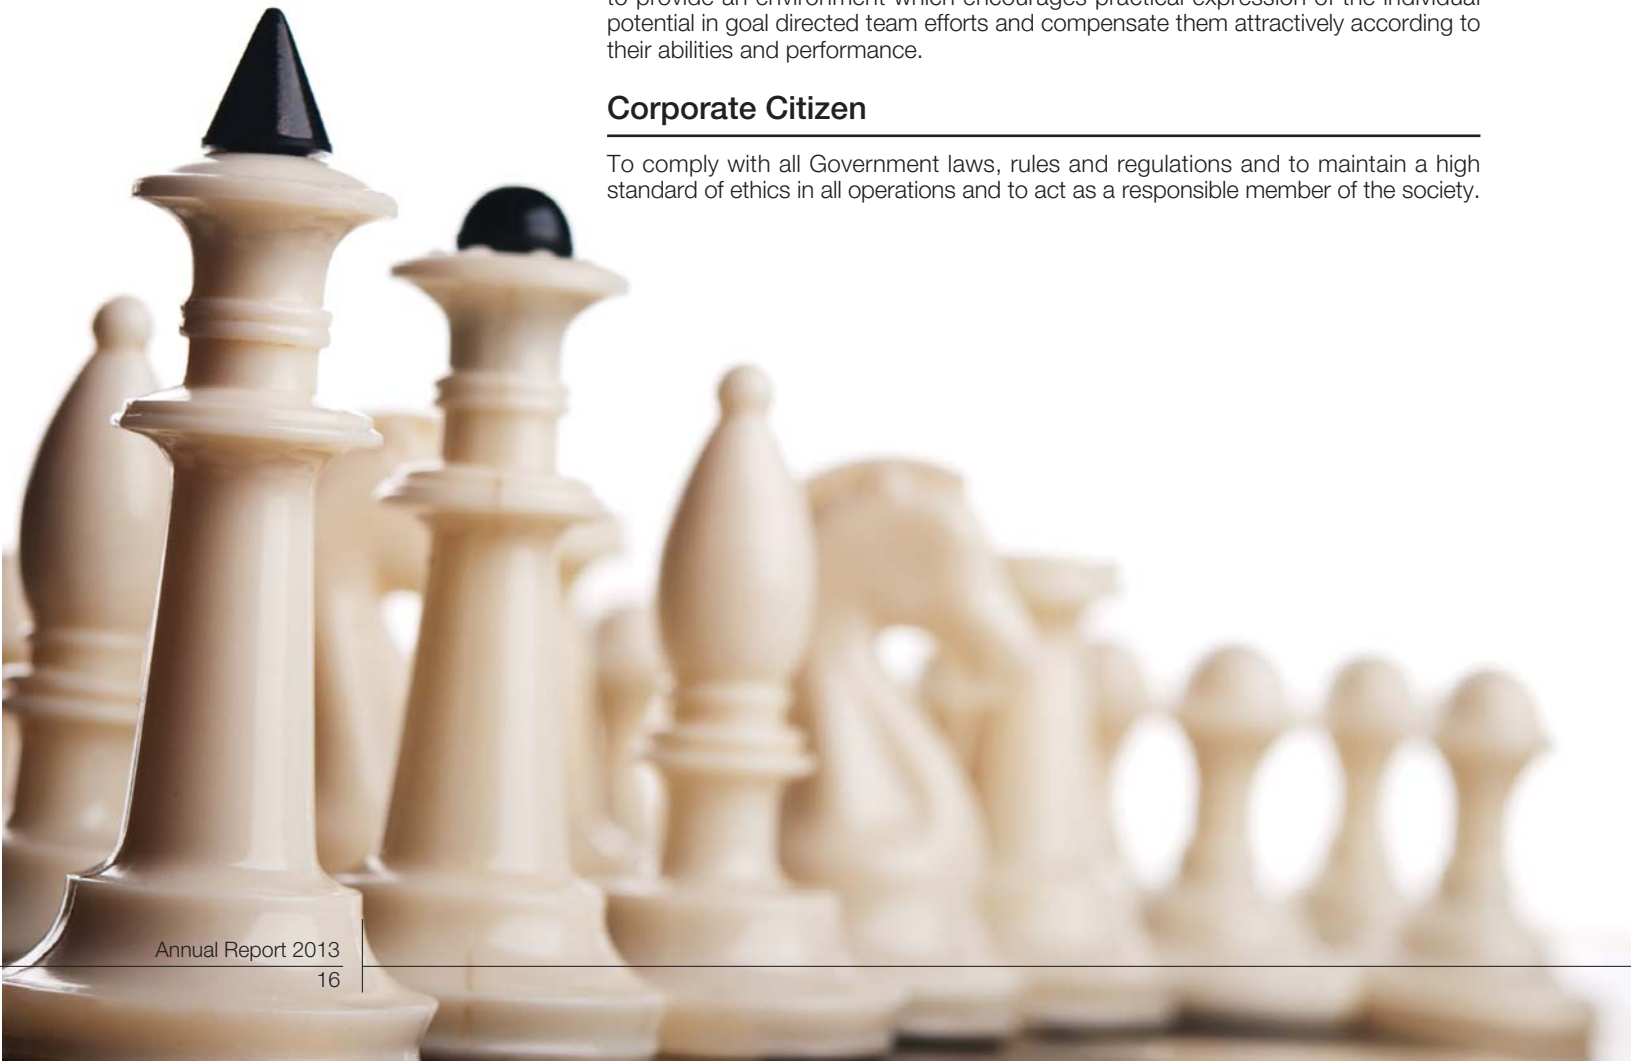 to provide an environment which encourages practical expression of the individual
potential in goal directed team efforts and compensate them attractively according to
their abilities and performance.
Corporate Citizen
To comply with all Government laws, rules and regulations and to maintain a high
standard of ethics in all operations and to act as a responsible member of the society.
Annual Report 2013
16